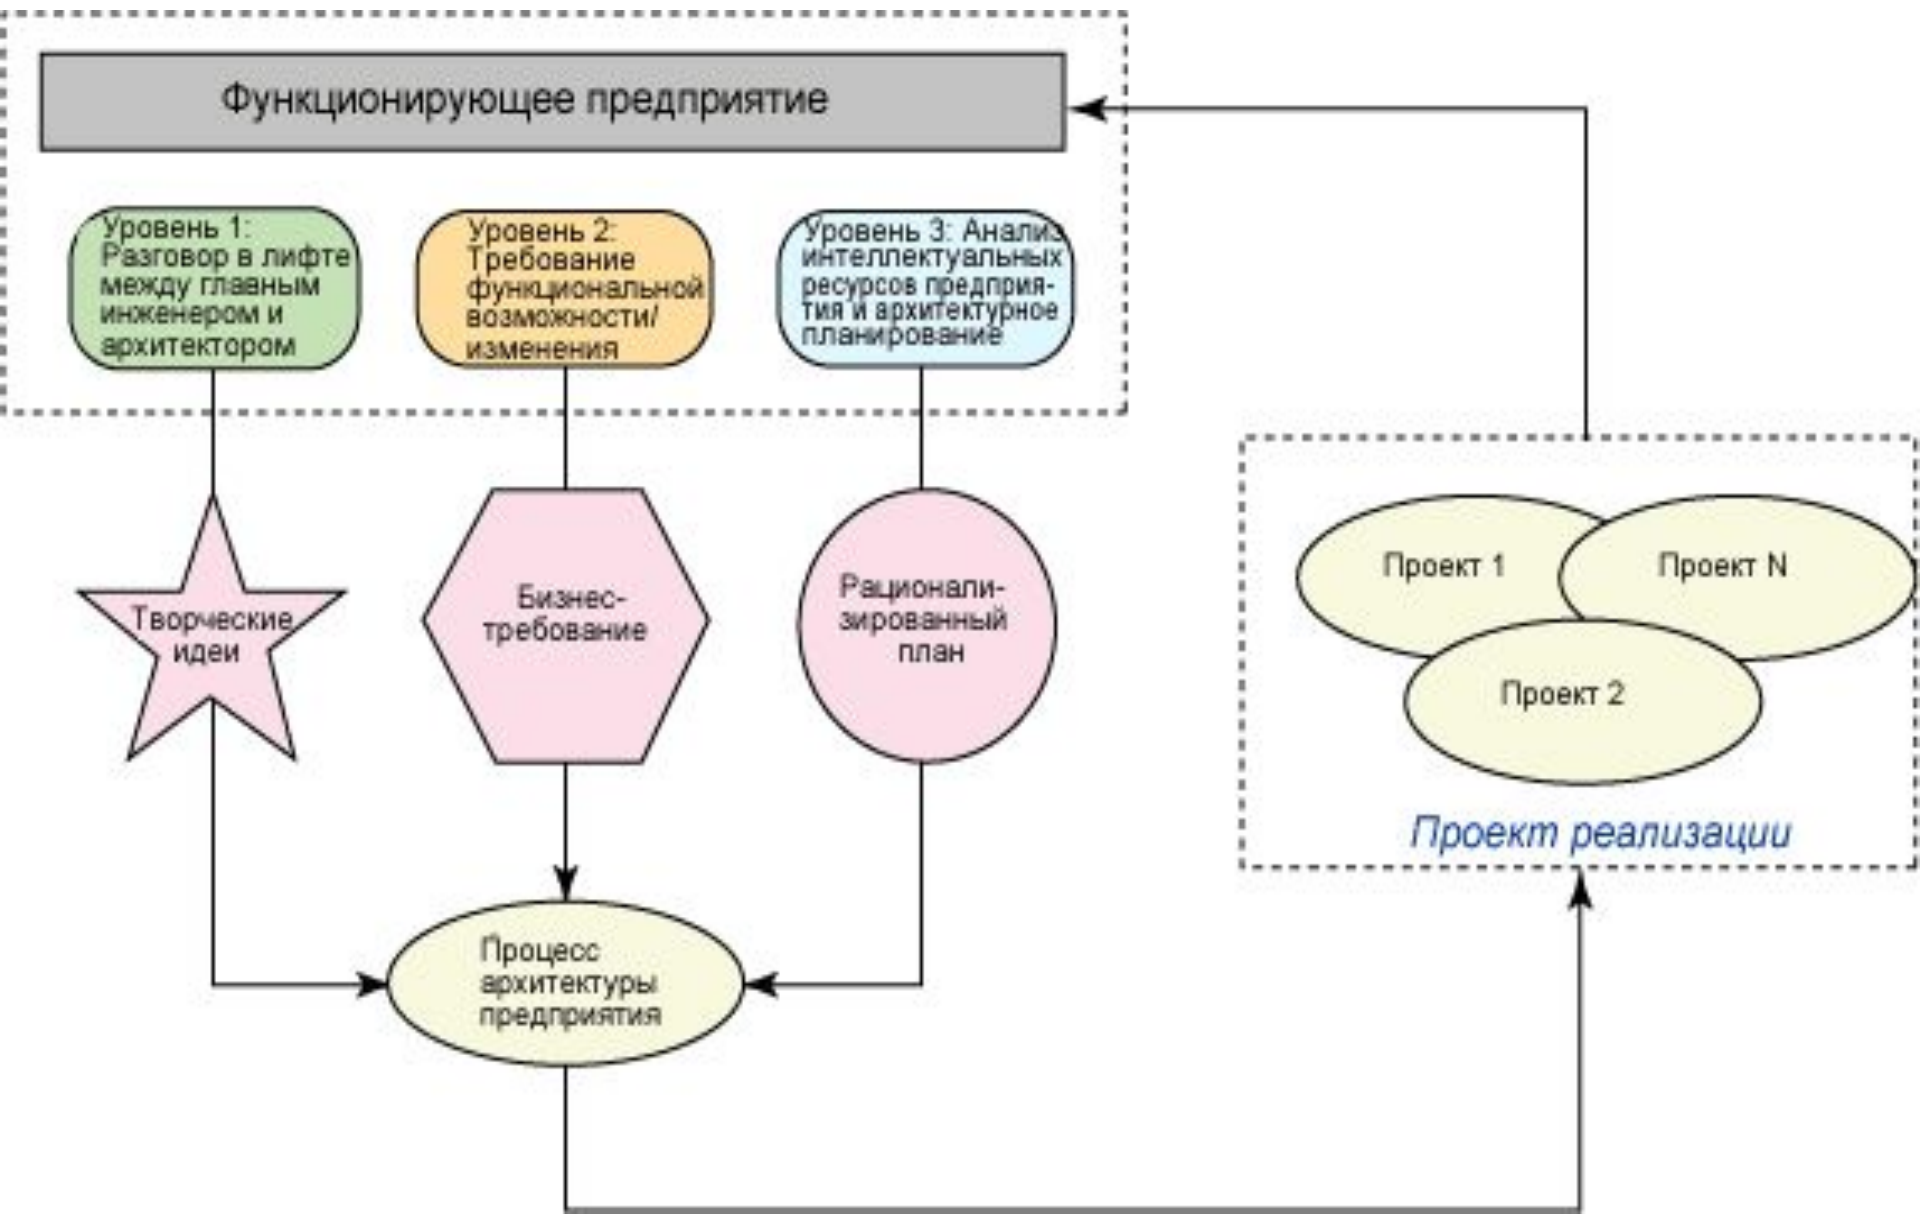 Функционирующее предприятие
Уровень 1:
Разговор в лифте
между главным
инженером и
архитектором
Уровень 2:
Требование
функциональной
возможности/
изменения
Уровень 3: Анализ
интеллектуальных
ресурсов предприя-
тия и архитектурное
планирование
Творческие
идеи
Бизнес-
требование
Рационали-
зированный
план
Проект 1
Проект N
Проект 2
Проект реализации
Процесс
архитектуры
предприятия